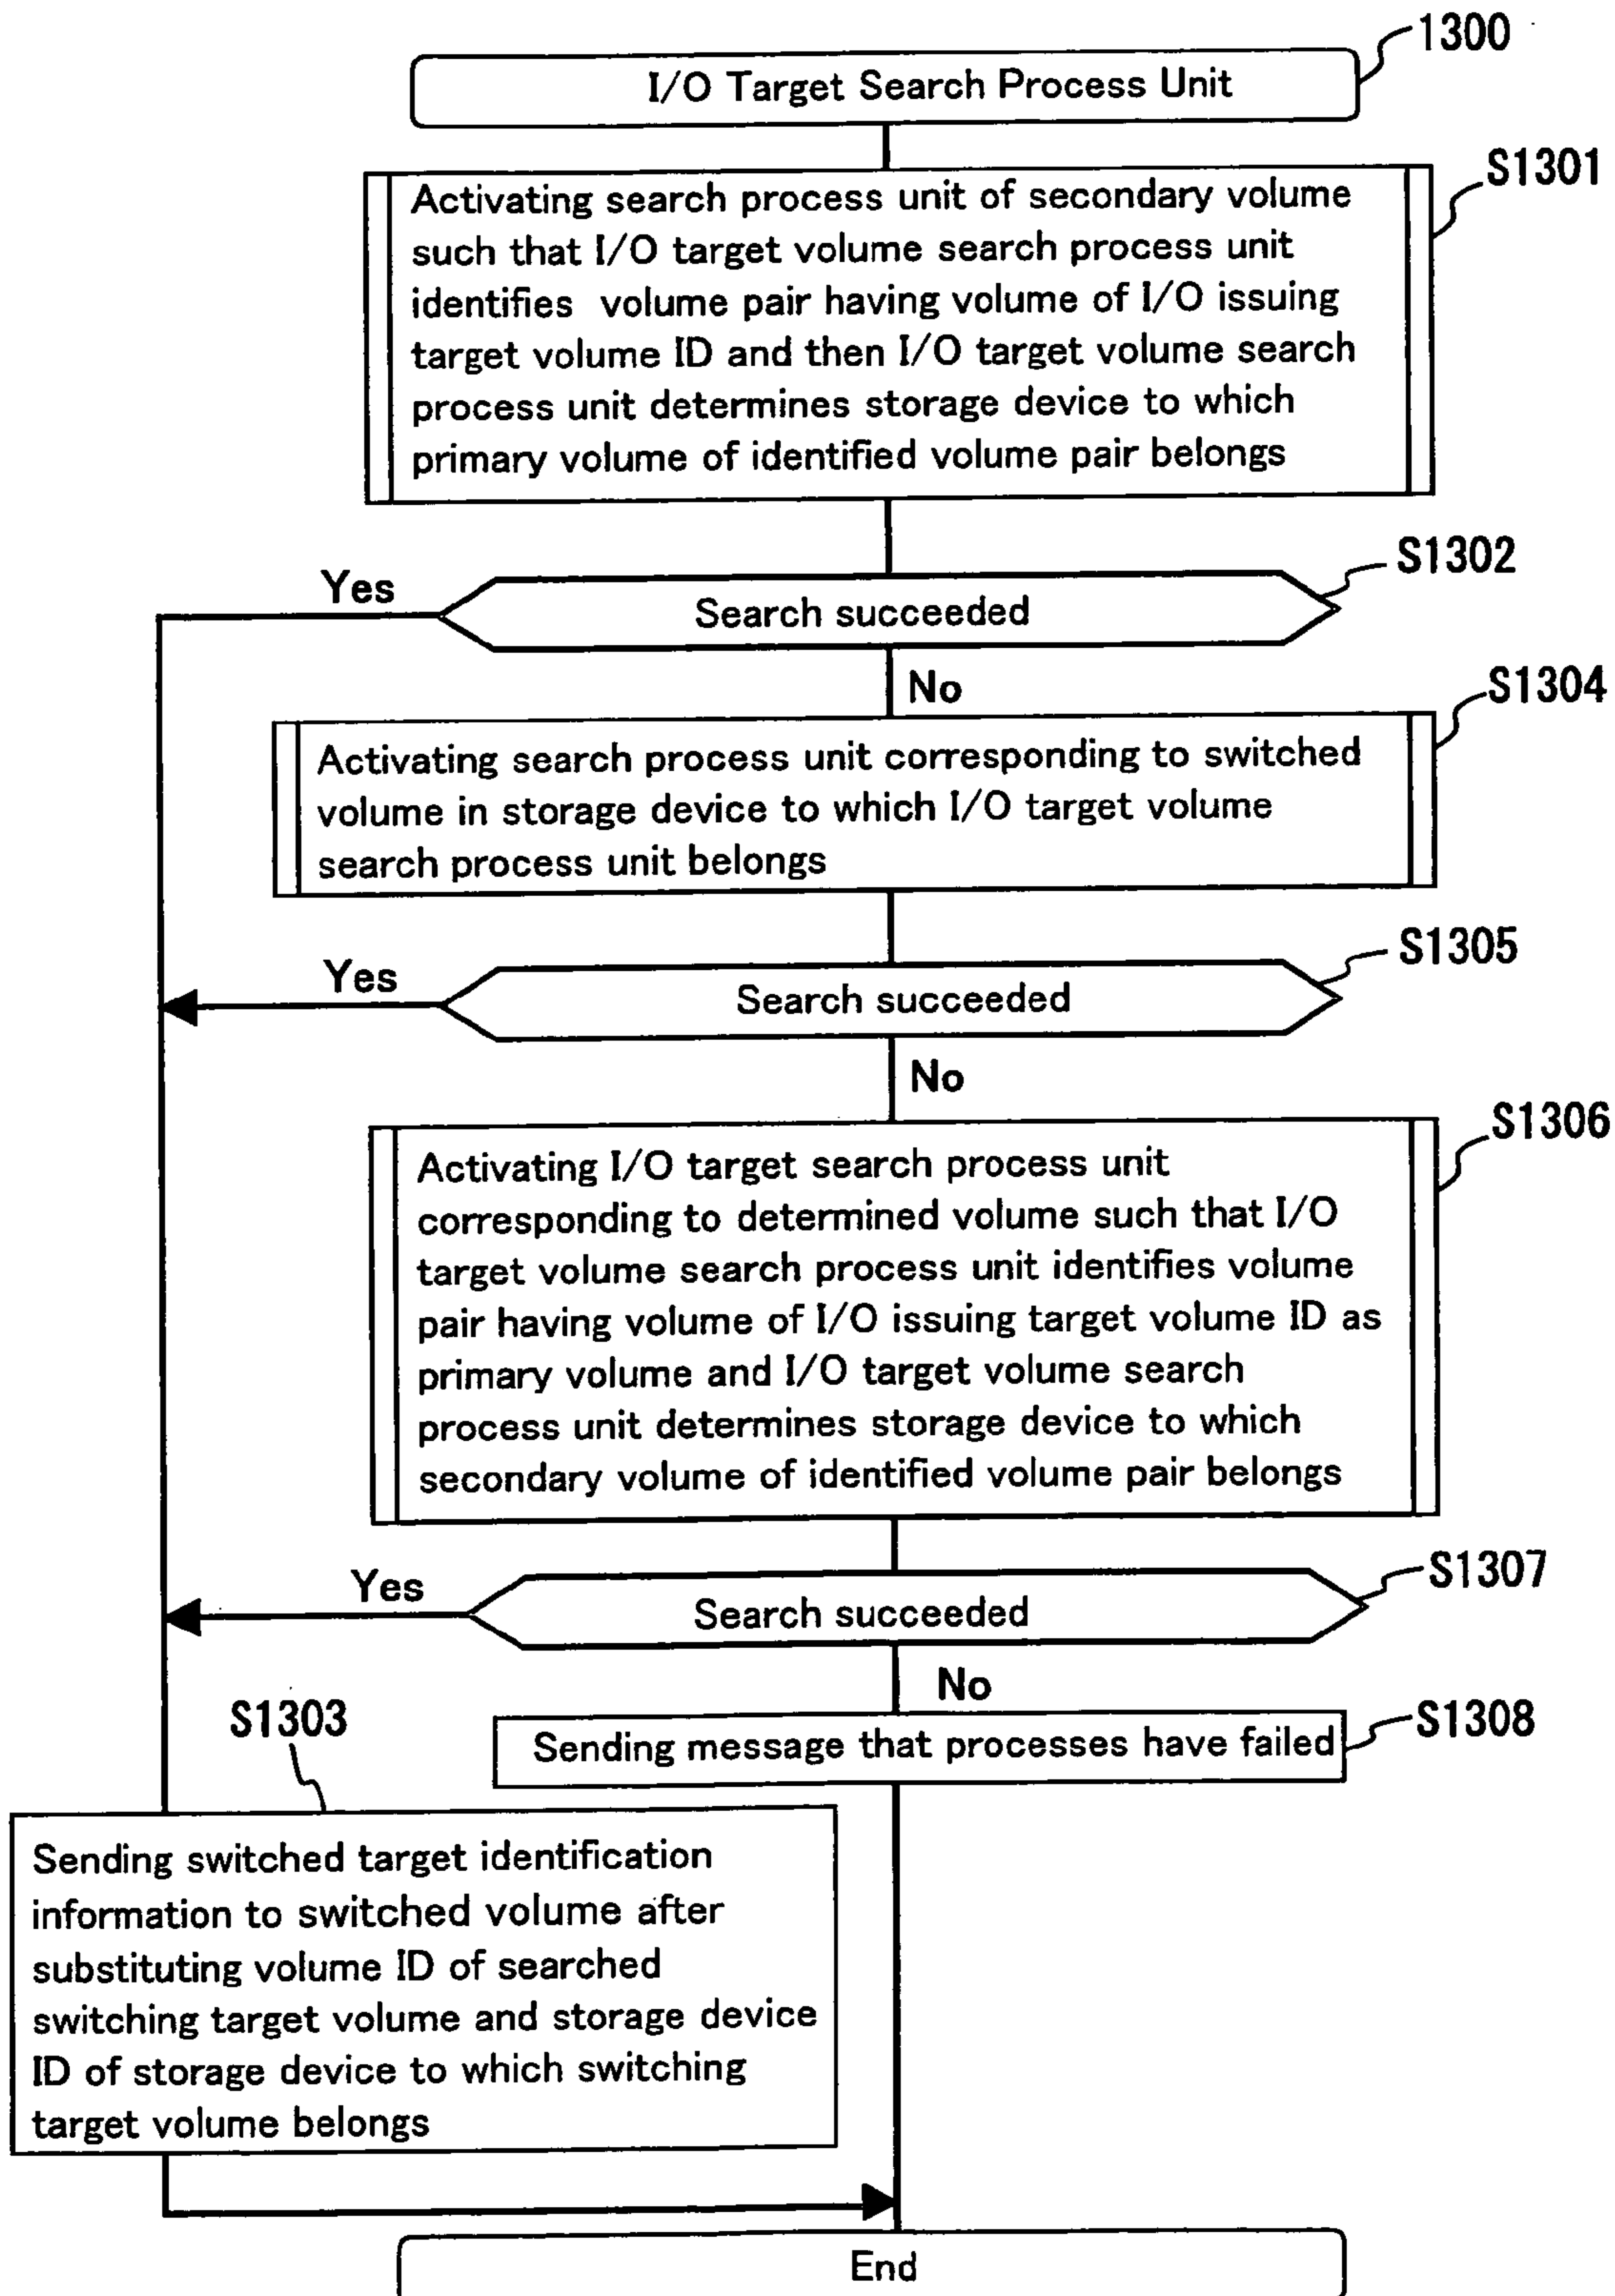 1300
I/O Target Search Process Unit
S1301
Activating search process unit of secondary volume
such that I/O target volume search process unit
identifies volume pair having volume of I/O issuing
target volume ID and then I/O target volume search
process unit determines storage device to which
primary volume of identified volume pair belongs
S1302
Yes
Search succeeded
No
S1304
Activating search process unit corresponding to switched
volume in storage device to which I/O target volume
search process unit belongs
S1305
Yes
Search succeeded
No
S1306
Activating I/O target search process unit
corresponding to determined volume such that I/O
target volume search process unit identifies volume
pair having volume of I/O issuing target volume ID as
primary volume and I/O target volume search
process unit determines storage device to which
secondary volume of identified volume pair belongs
S1307
Yes
Search succeeded
No
S1308
Sending message that processes have failed
S1303
Sending switched target identification
information to switched volume after
substituting volume ID of searched
switching target volume and storage device
ID of storage device to which switching
target volume belongs
End